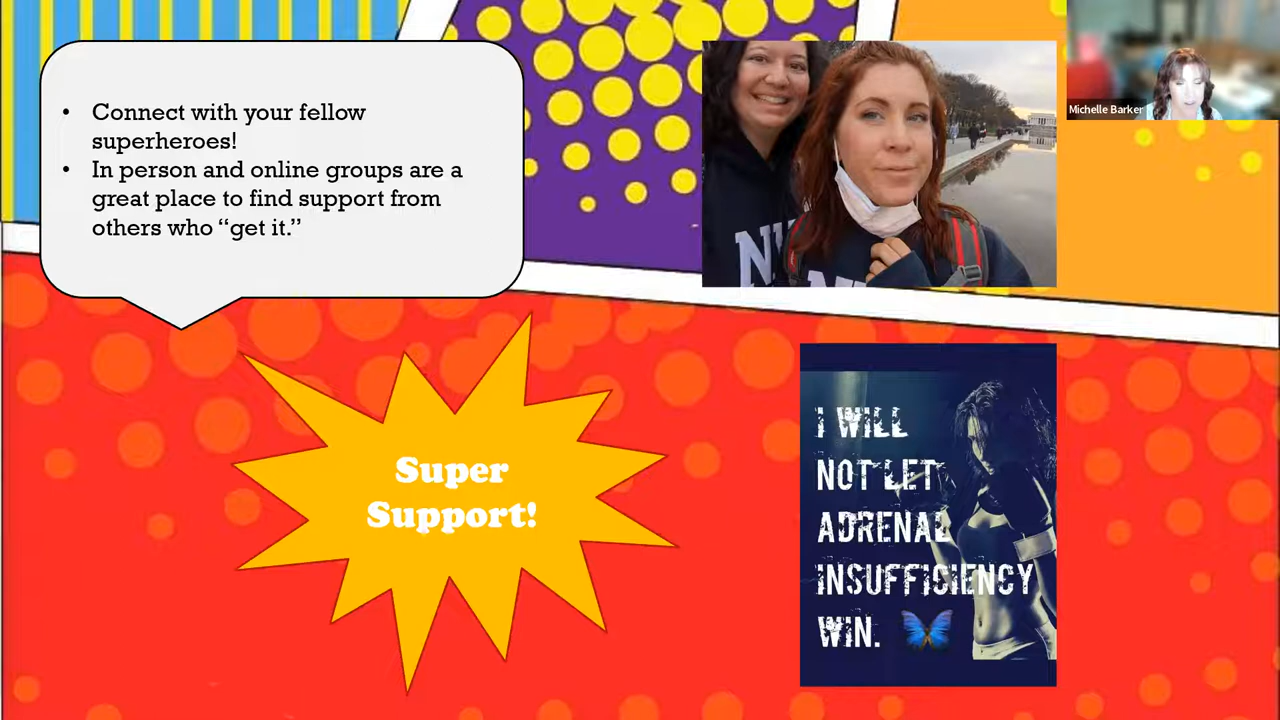 • Connect with your fellow
superheroes!
• In person and online groups are a
great place to find support from
others who “get it.”
Michelle Barker
Super
Support!
I WILL
NOT LET
ADRENAL
INSUFFICIENCY
WIN.